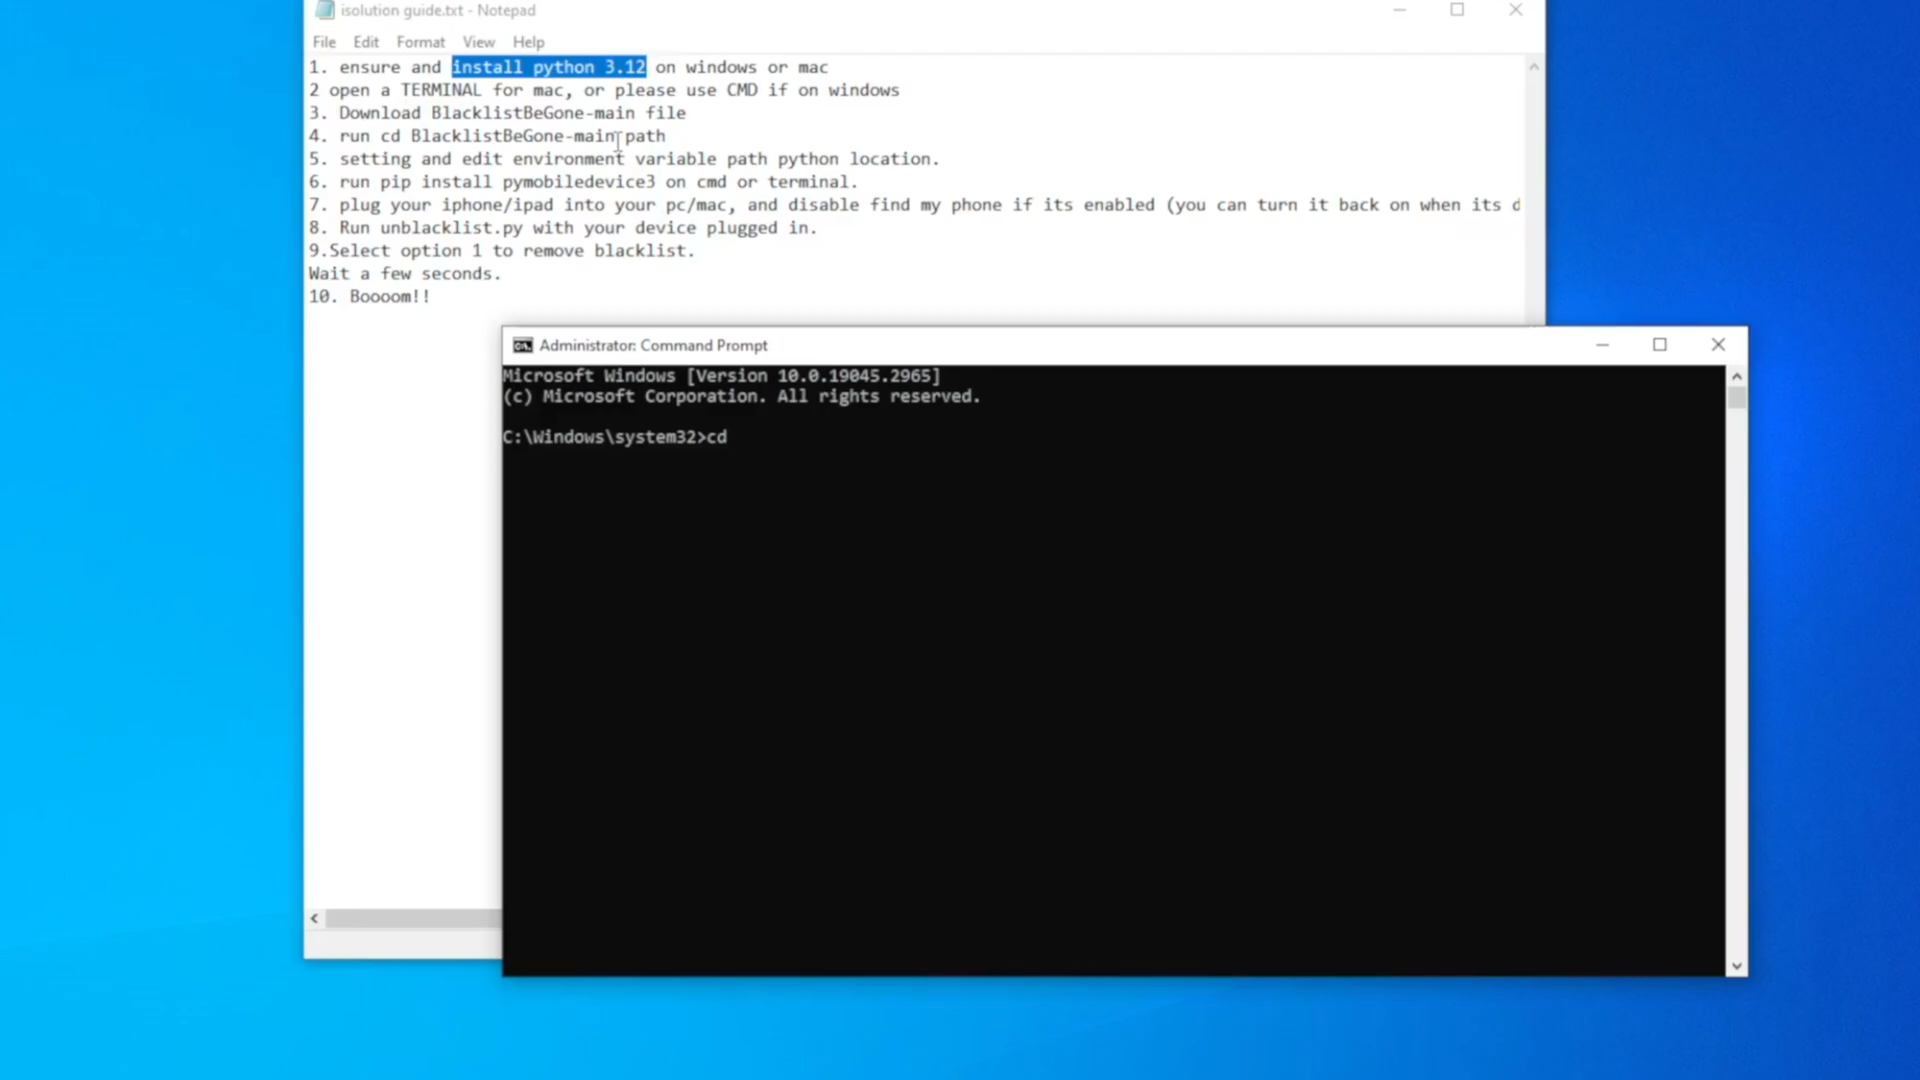 isolution guide.txt - Notepad
File Edit Format View Help
1. ensure and install python 3.12 on windows or mac
2 open a TERMINAL for mac, or please use CMD if on windows
3. Download BlacklistBeGone-main file
4. run cd BlacklistBeGone-main path
5. setting and edit environment variable path python location.
6. run pip install pymobiledevice3 on cmd or terminal.
7. plug your iphone/ipad into your pc/mac, and disable find my phone if its enabled (you can turn it back on when its d
8. Run unblacklist.py with your device plugged in.
9.Select option 1 to remove blacklist.
Wait a few seconds.
10. Boooom!!
Administrator: Command Prompt
Microsoft Windows [Version 10.0.19045.2965]
(c) Microsoft Corporation. All rights reserved.
C:\Windows\system32>cd